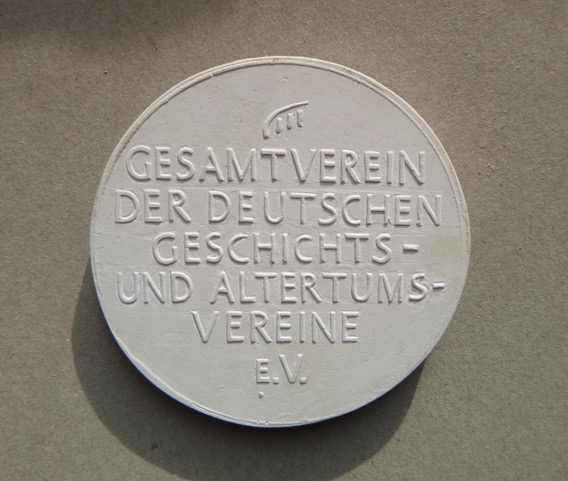 GESAMTVEREIN
DER DEUTSCHEN
GESCHICHTS-
UND ALTERTUMS-
VEREINE
E.V.